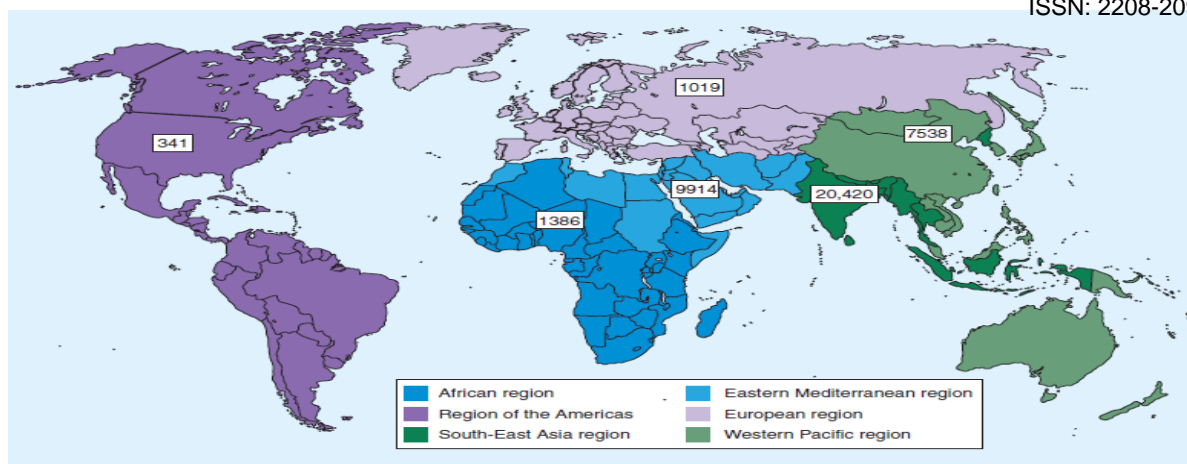 ISSN: 2208-209
1019
341
7538
9914
20,420
1386
African region
Eastern Mediterranean region
Region of the Americas
European region
South-East Asia region
Western Pacific region